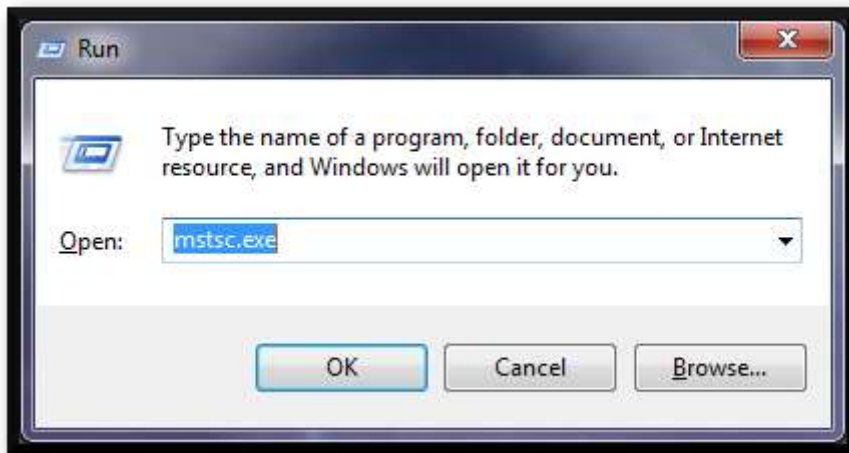 Run
Type the name of a program, folder, document, or Internet
resource, and Windows will open it for you.
Open: mstsc.exe
OK Cancel Browse...